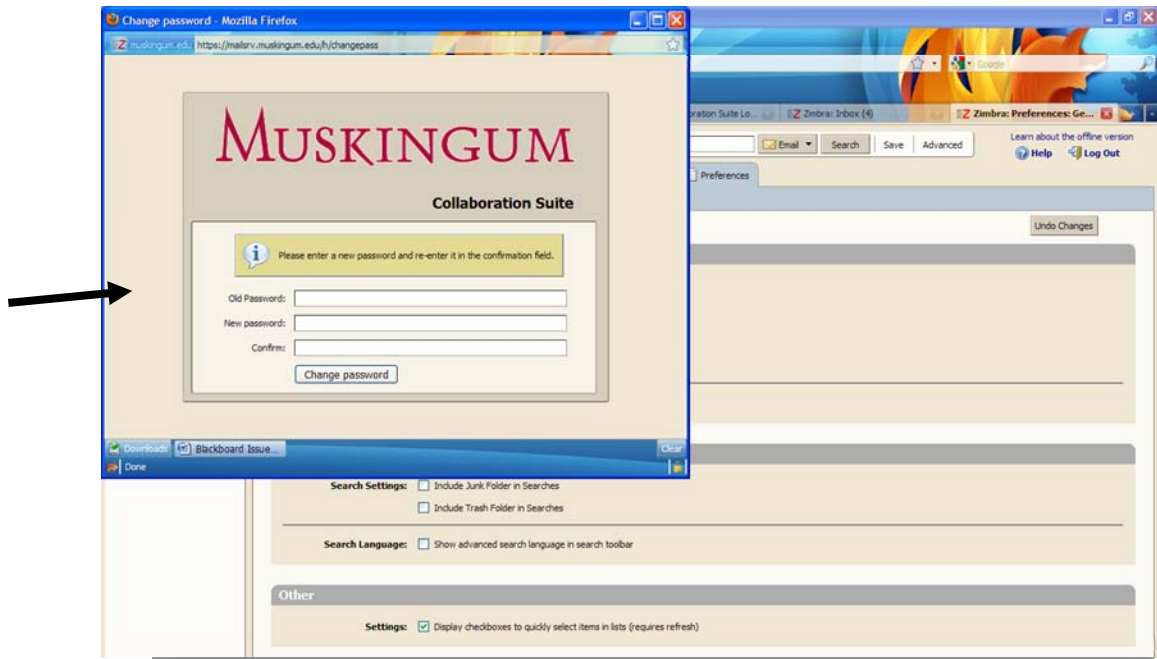 Change password - Mozilla Firefox
muskingum.edu https://mailsrv.muskingum.edu/h/changepass
MUSKINGUM
Collaboration Suite
Please enter a new password and re-enter it in the confirmation field.
Old Password:
New password:
Confirm:
Change password
Downloads Blackboard Issue... Clear
Done
Google
oration Suite Lo... Zimbra: Inbox (4) Zimbra: Preferences: Ge...
Email Search Save Advanced
Learn about the offline version
Help Log Out
Preferences
Undo Changes
Search Settings: Include Junk Folder in Searches
Include Trash Folder in Searches
Search Language: Show advanced search language in search toolbar
Other
Settings: Display checkboxes to quickly select items in lists (requires refresh)